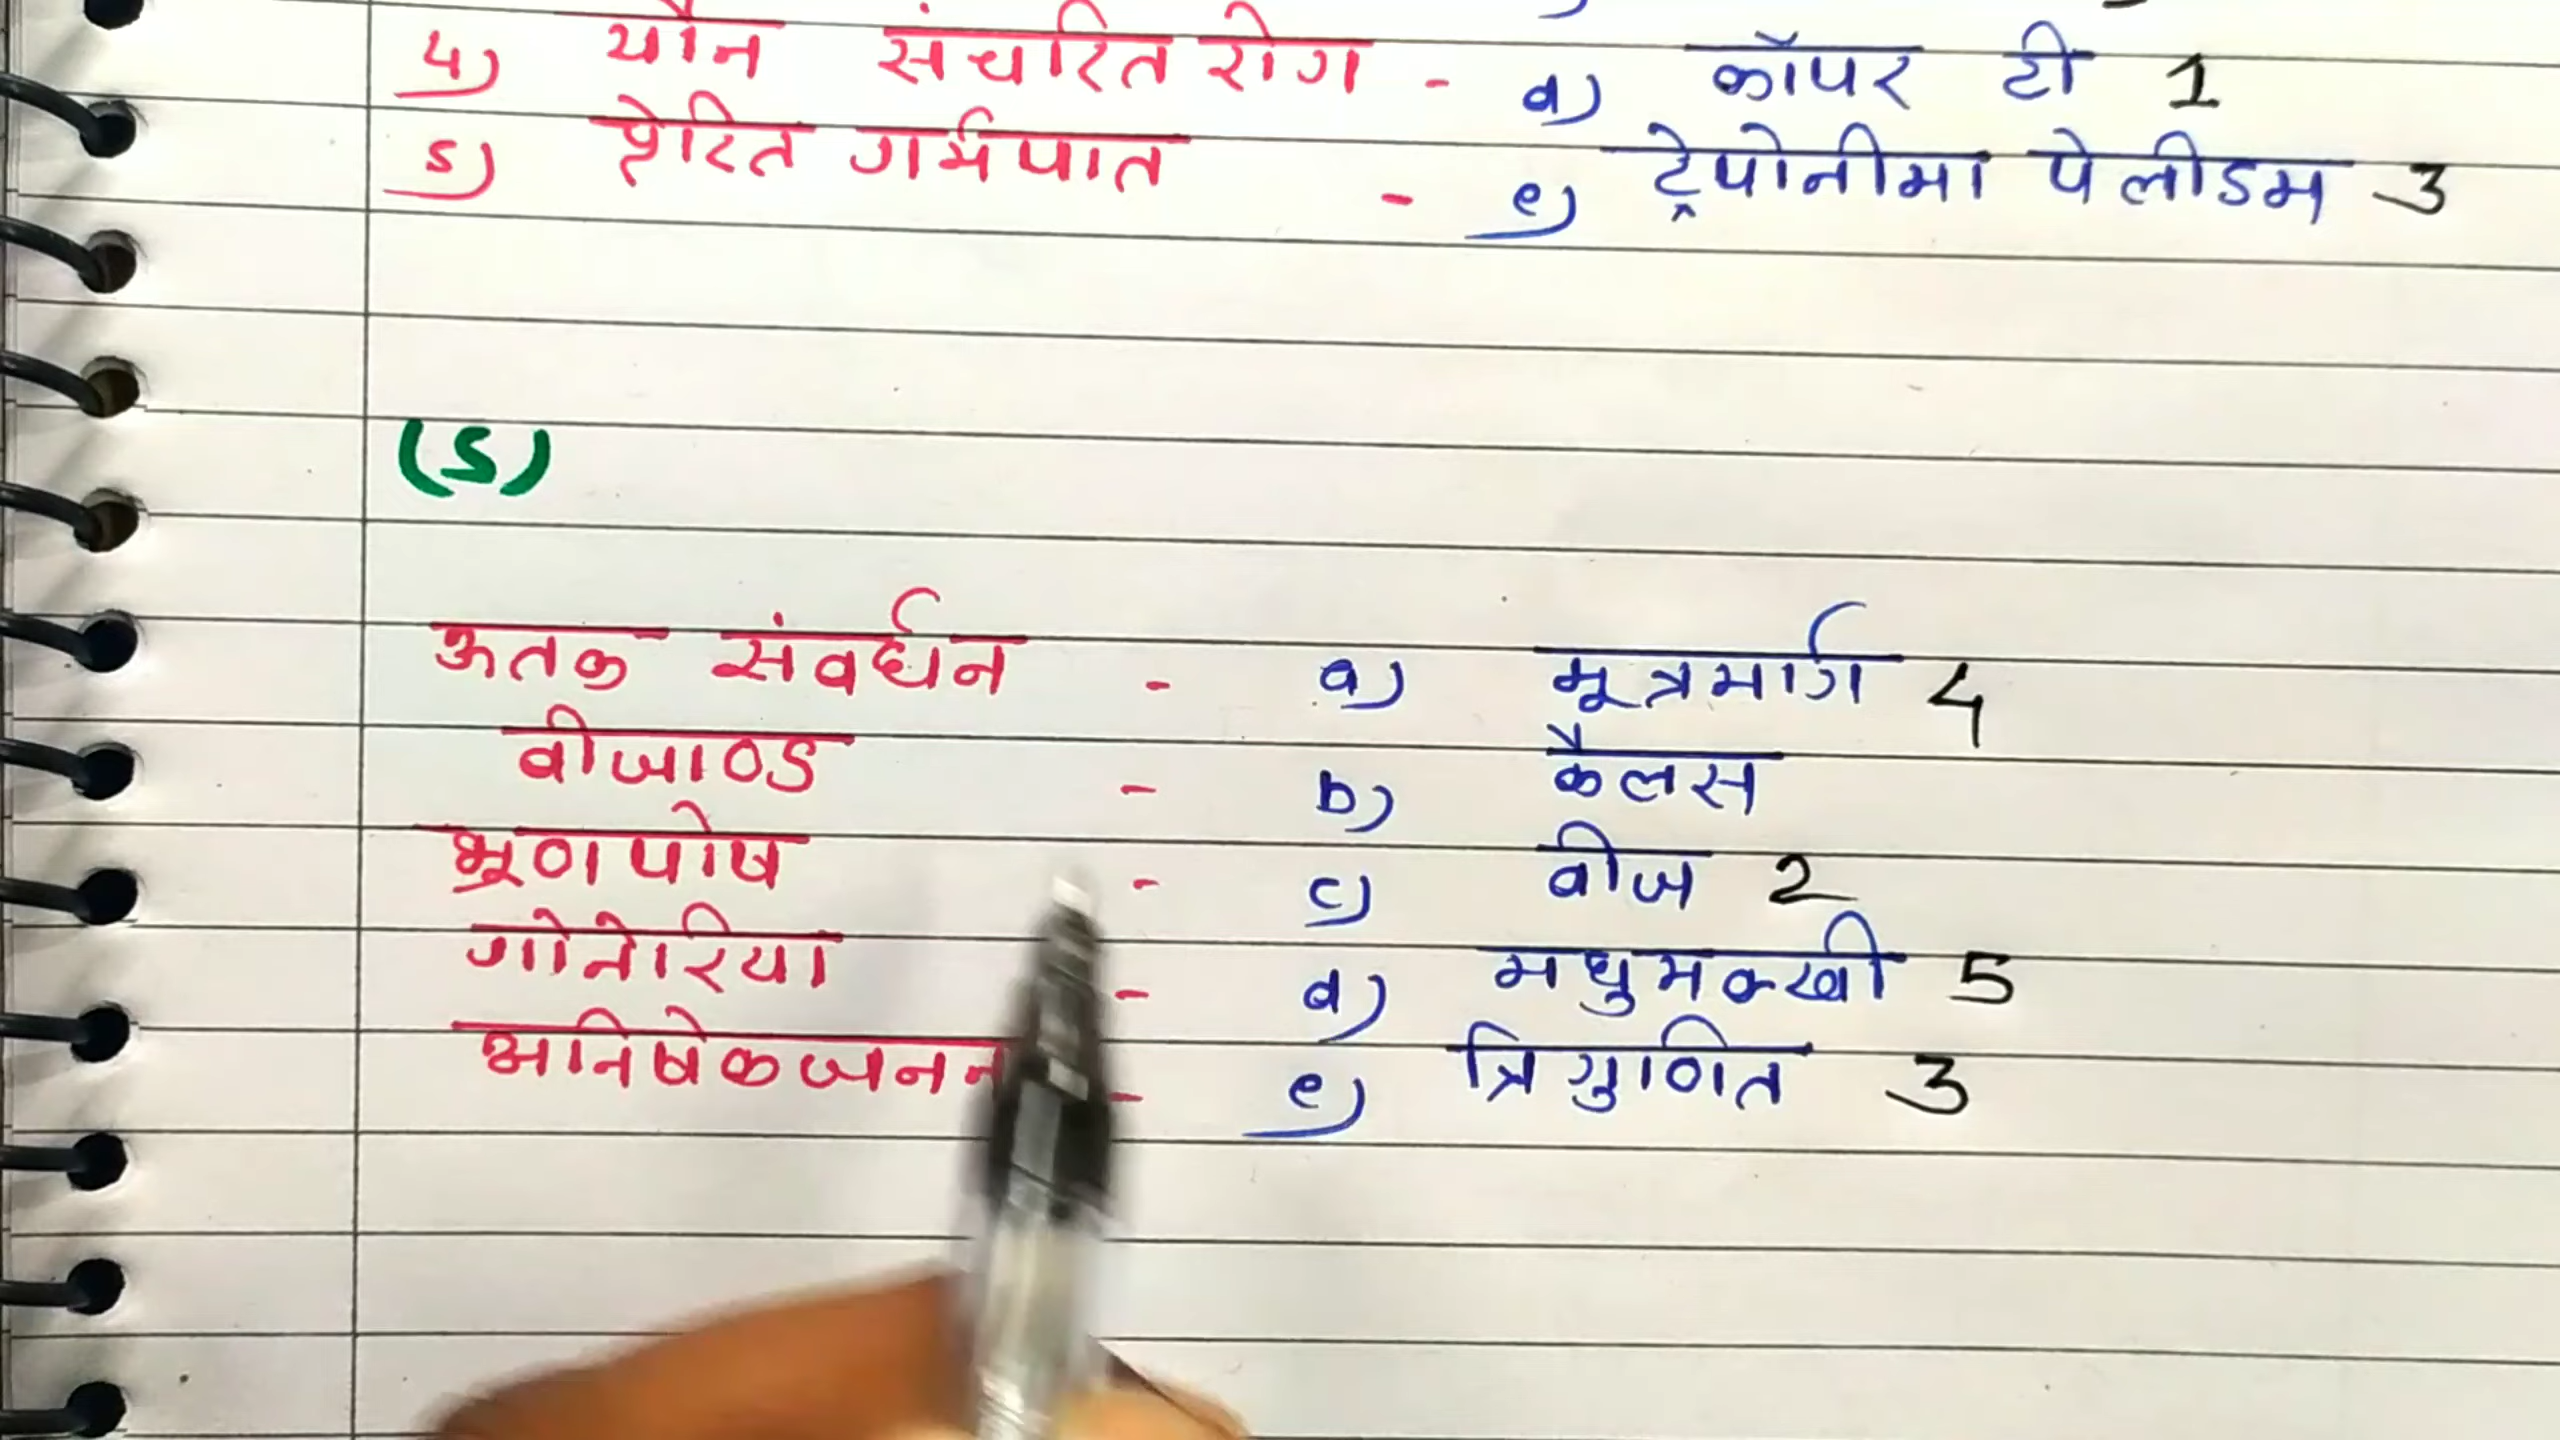 4) यौन संचरित रोग - d) कॉपर टी 1
5) प्रेरित गर्भपात - e) ट्रेपोनीमा पेलीडम 3
(5)
ऊतक संवर्धन - a) मूत्रमार्ग 4
बीजाण्ड - b) कैलस
भ्रूणपोष - c) बीज 2
गोनोरिया - d) मधुमक्खी 5
अनिषेकजनन - e) त्रिगुणित 3